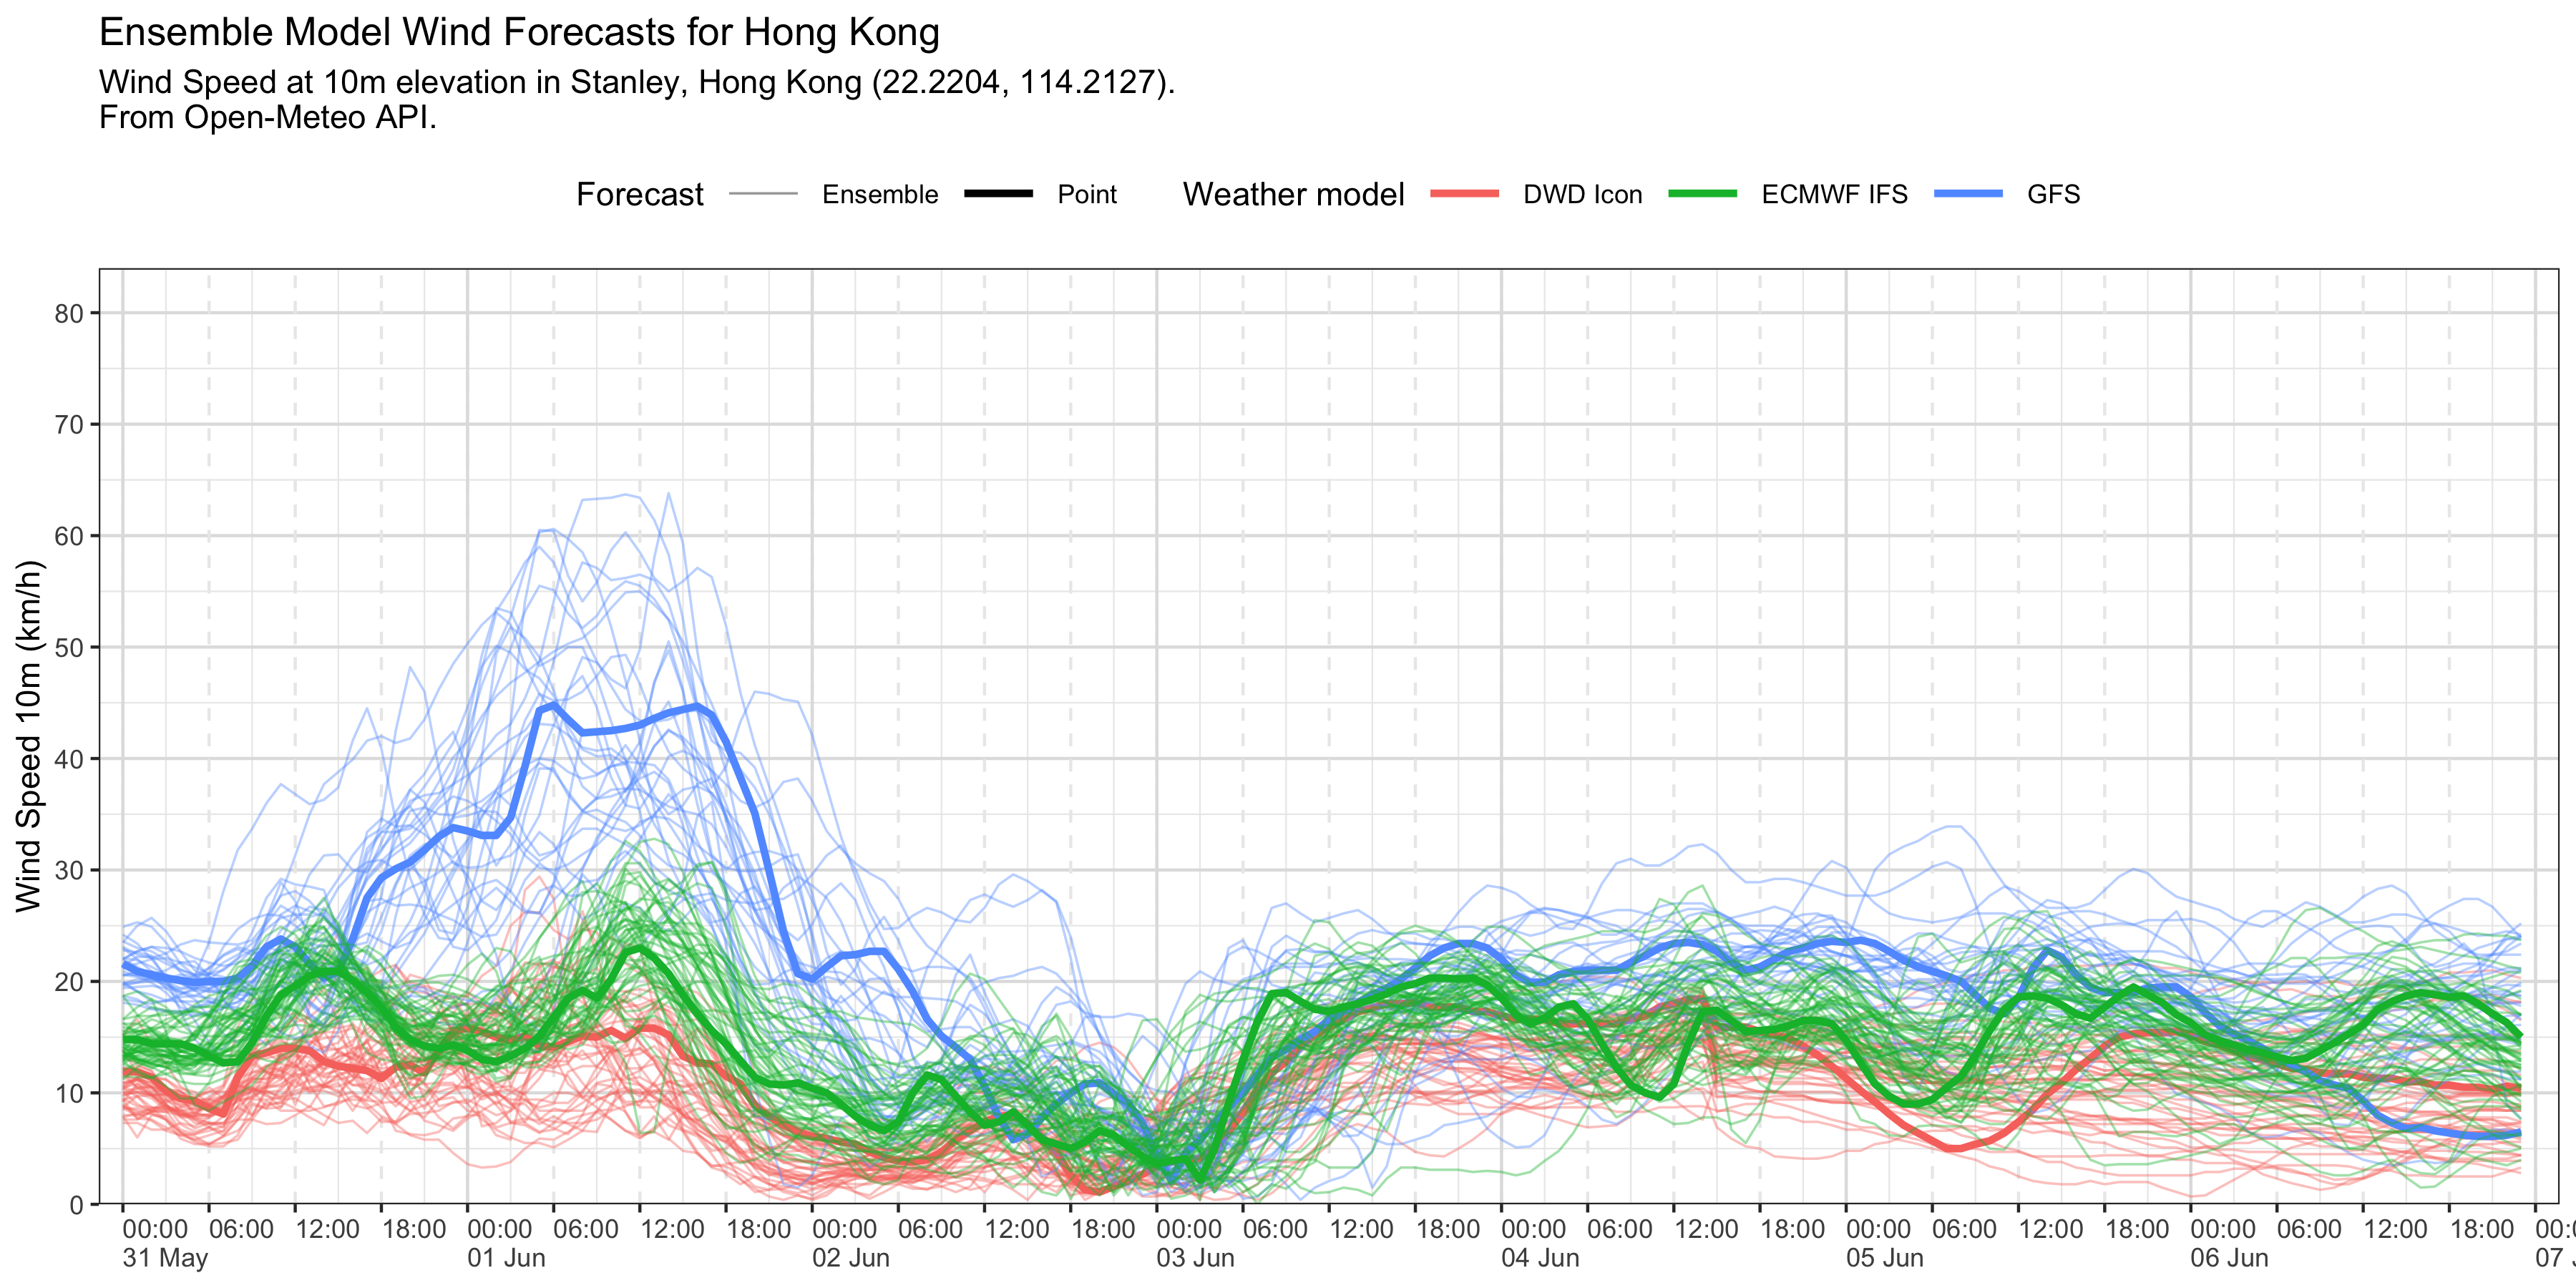 Ensemble Model Wind Forecasts for Hong Kong
Wind Speed at 10m elevation in Stanley, Hong Kong (22.2204, 114.2127).
From Open-Meteo API.
Forecast Ensemble Point Weather model DWD Icon ECMWF IFS GFS
Wind Speed 10m (km/h)
80
70
60
50
40
30
20
10
0
00:00 06:00 12:00 18:00 00:00 06:00 12:00 18:00 00:00 06:00 12:00 18:00 00:00 06:00 12:00 18:00 00:00 06:00 12:00 18:00 00:00 06:00 12:00 18:00 00:00 06:00 12:00 18:00
31 May 01 Jun 02 Jun 03 Jun 04 Jun 05 Jun 06 Jun 07